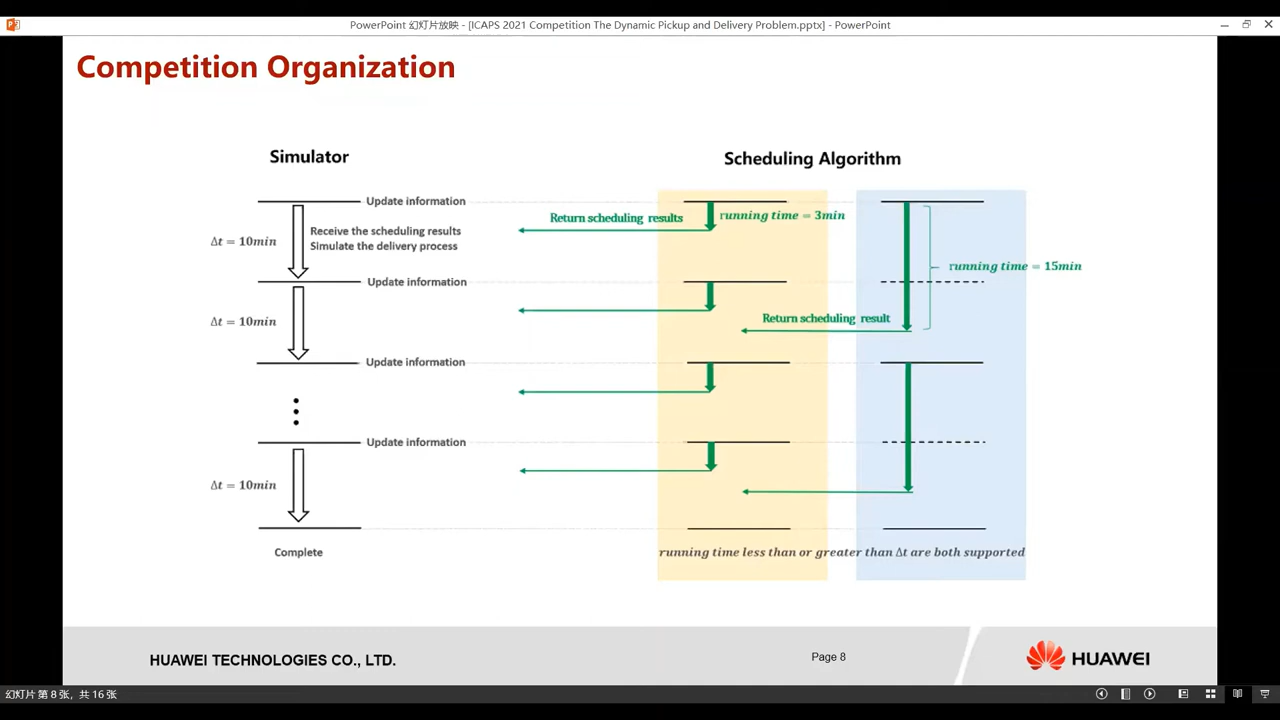 PowerPoint 幻灯片放映 - [ICAPS 2021 Competition The Dynamic Pickup and Delivery Problem.pptx] - PowerPoint
Competition Organization
Simulator
Scheduling Algorithm
Update information
Return scheduling results
running time = 3min
Δt = 10min
Receive the scheduling results
Simulate the delivery process
running time = 15min
Update information
Δt = 10min
Return scheduling result
Update information
Update information
Δt = 10min
Complete
running time less than or greater than Δt are both supported
HUAWEI TECHNOLOGIES CO., LTD.
Page 8
HUAWEI
幻灯片 第 8 张，共 16 张